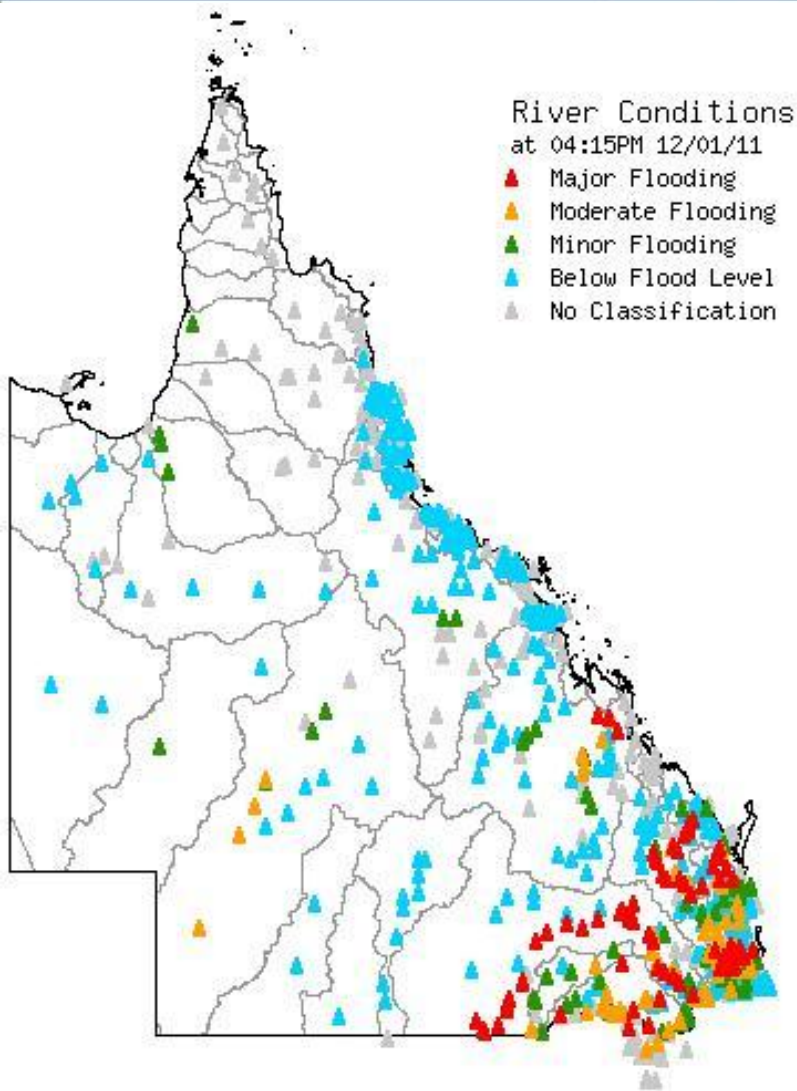 River Conditions
at 04:15PM 12/01/11
Major Flooding
Moderate Flooding
Minor Flooding
Below Flood Level
No Classification